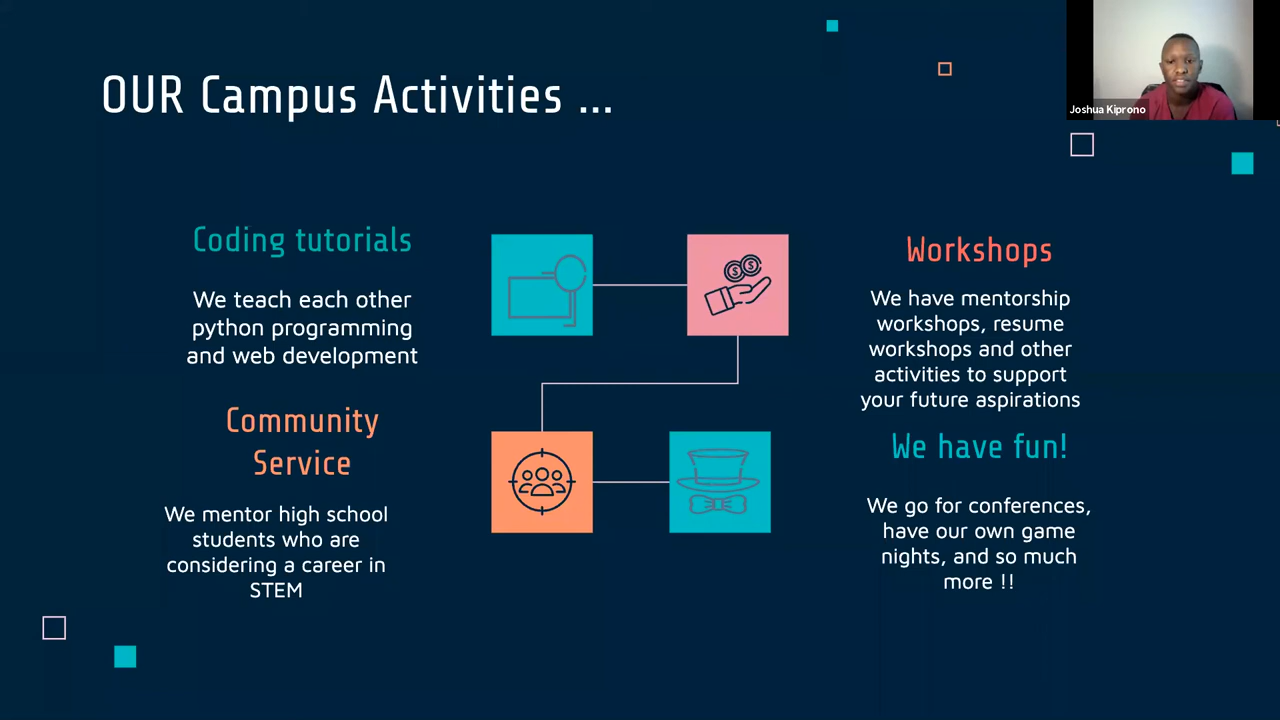 OUR Campus Activities ...
Joshua Kiprono
Coding tutorials
We teach each other
python programming
and web development
Workshops
We have mentorship
workshops, resume
workshops and other
activities to support
your future aspirations
Community
Service
We mentor high school
students who are
considering a career in
STEM
We have fun!
We go for conferences,
have our own game
nights, and so much
more !!